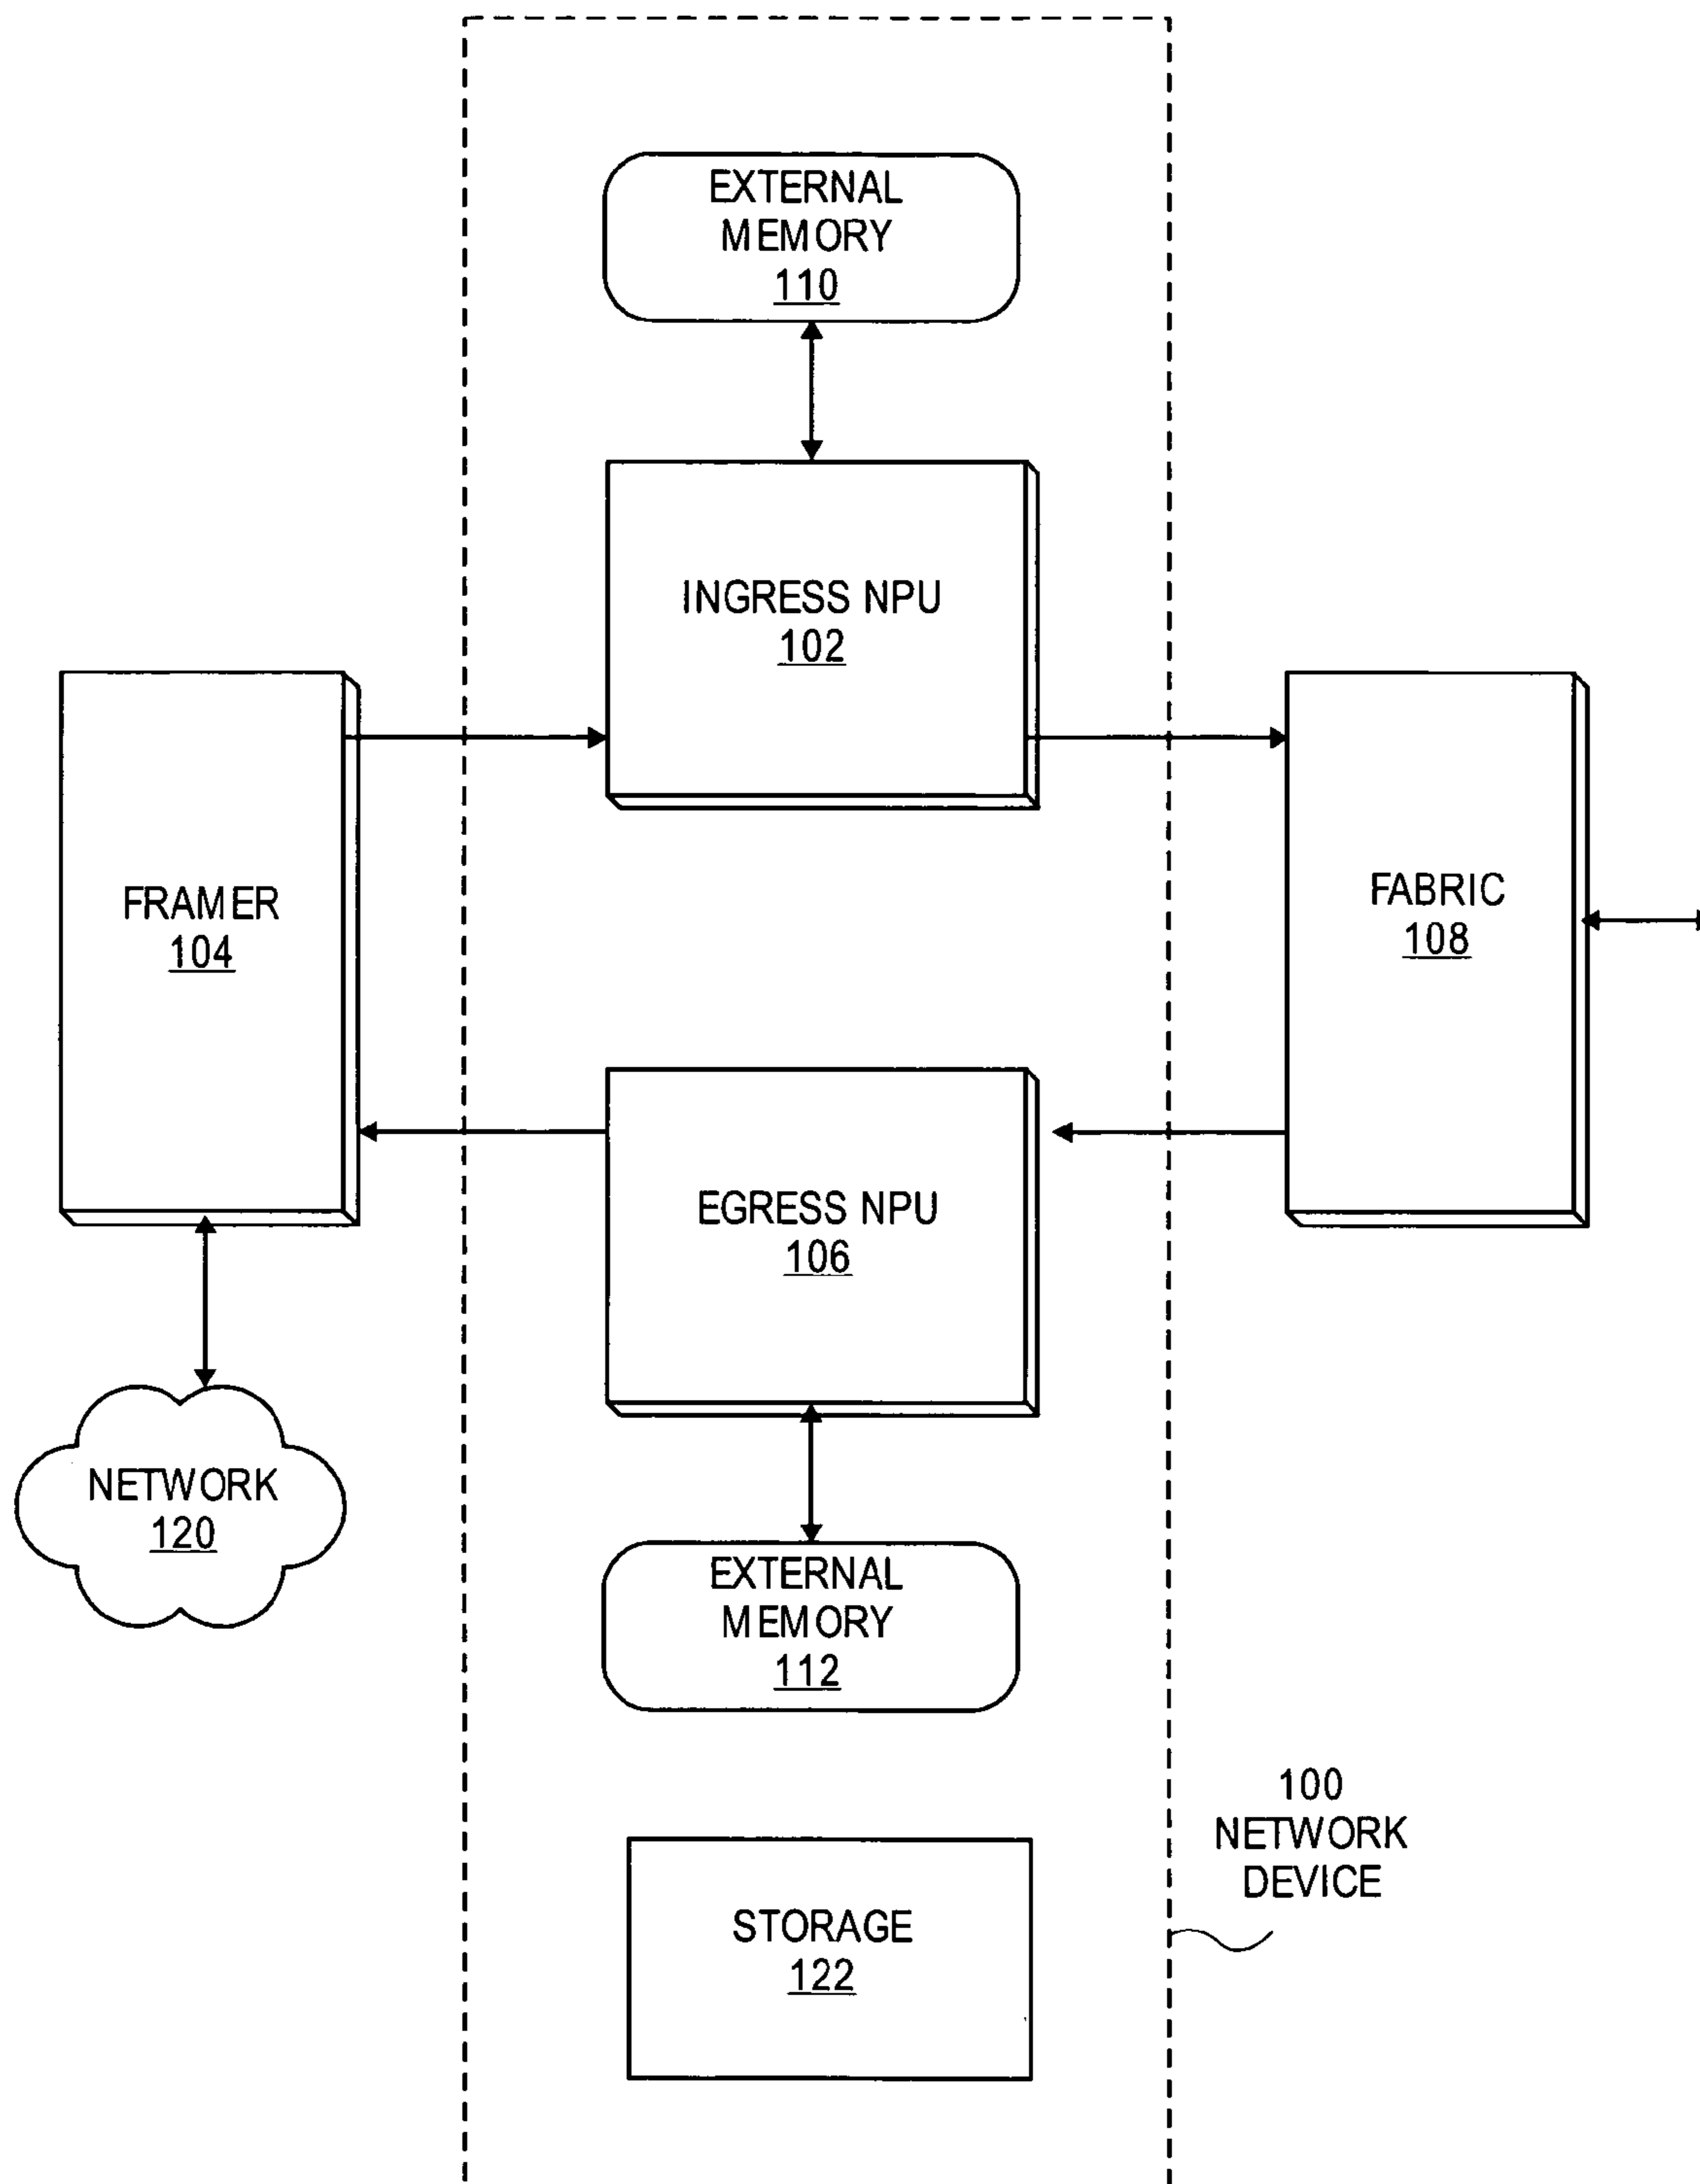 EXTERNAL
MEMORY
110
INGRESS NPU
102
FRAMER
104
FABRIC
108
EGRESS NPU
106
NETWORK
120
EXTERNAL
MEMORY
112
100
NETWORK
DEVICE
STORAGE
122